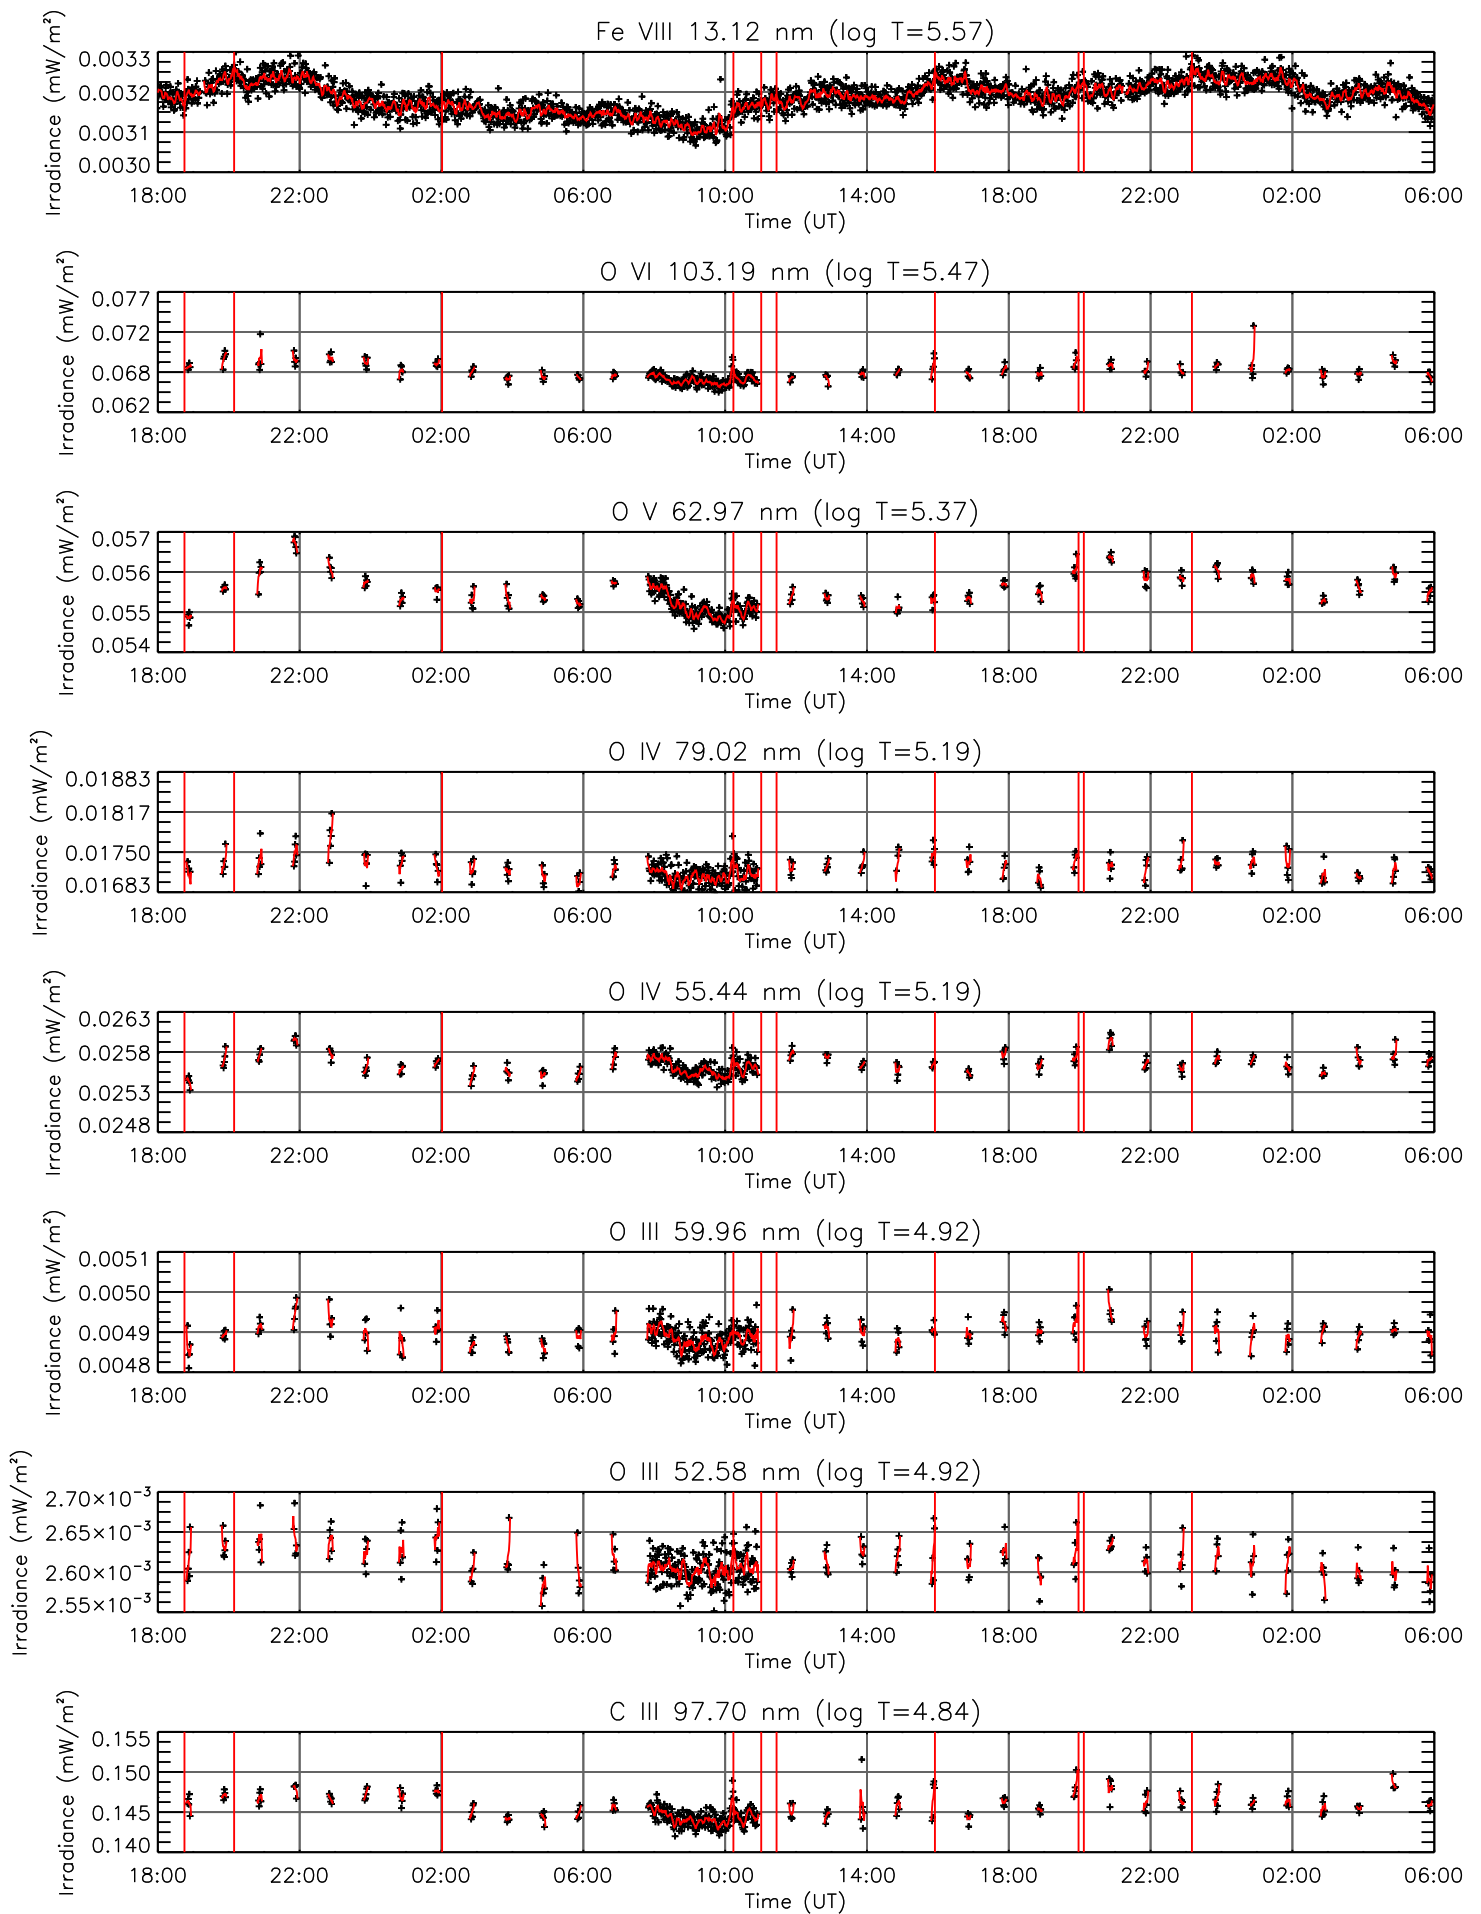 Fe VIII 13.12 nm (log T=5.57)
Irradiance (mW/m²)
0.0033
0.0032
0.0031
0.0030
18:00 22:00 02:00 06:00 10:00 14:00 18:00 22:00 02:00 06:00
Time (UT)
O VI 103.19 nm (log T=5.47)
Irradiance (mW/m²)
0.077
0.072
0.068
0.062
18:00 22:00 02:00 06:00 10:00 14:00 18:00 22:00 02:00 06:00
Time (UT)
O V 62.97 nm (log T=5.37)
Irradiance (mW/m²)
0.057
0.056
0.055
0.054
18:00 22:00 02:00 06:00 10:00 14:00 18:00 22:00 02:00 06:00
Time (UT)
O IV 79.02 nm (log T=5.19)
Irradiance (mW/m²)
0.01883
0.01817
0.01750
0.01683
18:00 22:00 02:00 06:00 10:00 14:00 18:00 22:00 02:00 06:00
Time (UT)
O IV 55.44 nm (log T=5.19)
Irradiance (mW/m²)
0.0263
0.0258
0.0253
0.0248
18:00 22:00 02:00 06:00 10:00 14:00 18:00 22:00 02:00 06:00
Time (UT)
O III 59.96 nm (log T=4.92)
Irradiance (mW/m²)
0.0051
0.0050
0.0049
0.0048
18:00 22:00 02:00 06:00 10:00 14:00 18:00 22:00 02:00 06:00
Time (UT)
O III 52.58 nm (log T=4.92)
Irradiance (mW/m²)
2.70×10⁻³
2.65×10⁻³
2.60×10⁻³
2.55×10⁻³
18:00 22:00 02:00 06:00 10:00 14:00 18:00 22:00 02:00 06:00
Time (UT)
C III 97.70 nm (log T=4.84)
Irradiance (mW/m²)
0.155
0.150
0.145
0.140
18:00 22:00 02:00 06:00 10:00 14:00 18:00 22:00 02:00 06:00
Time (UT)